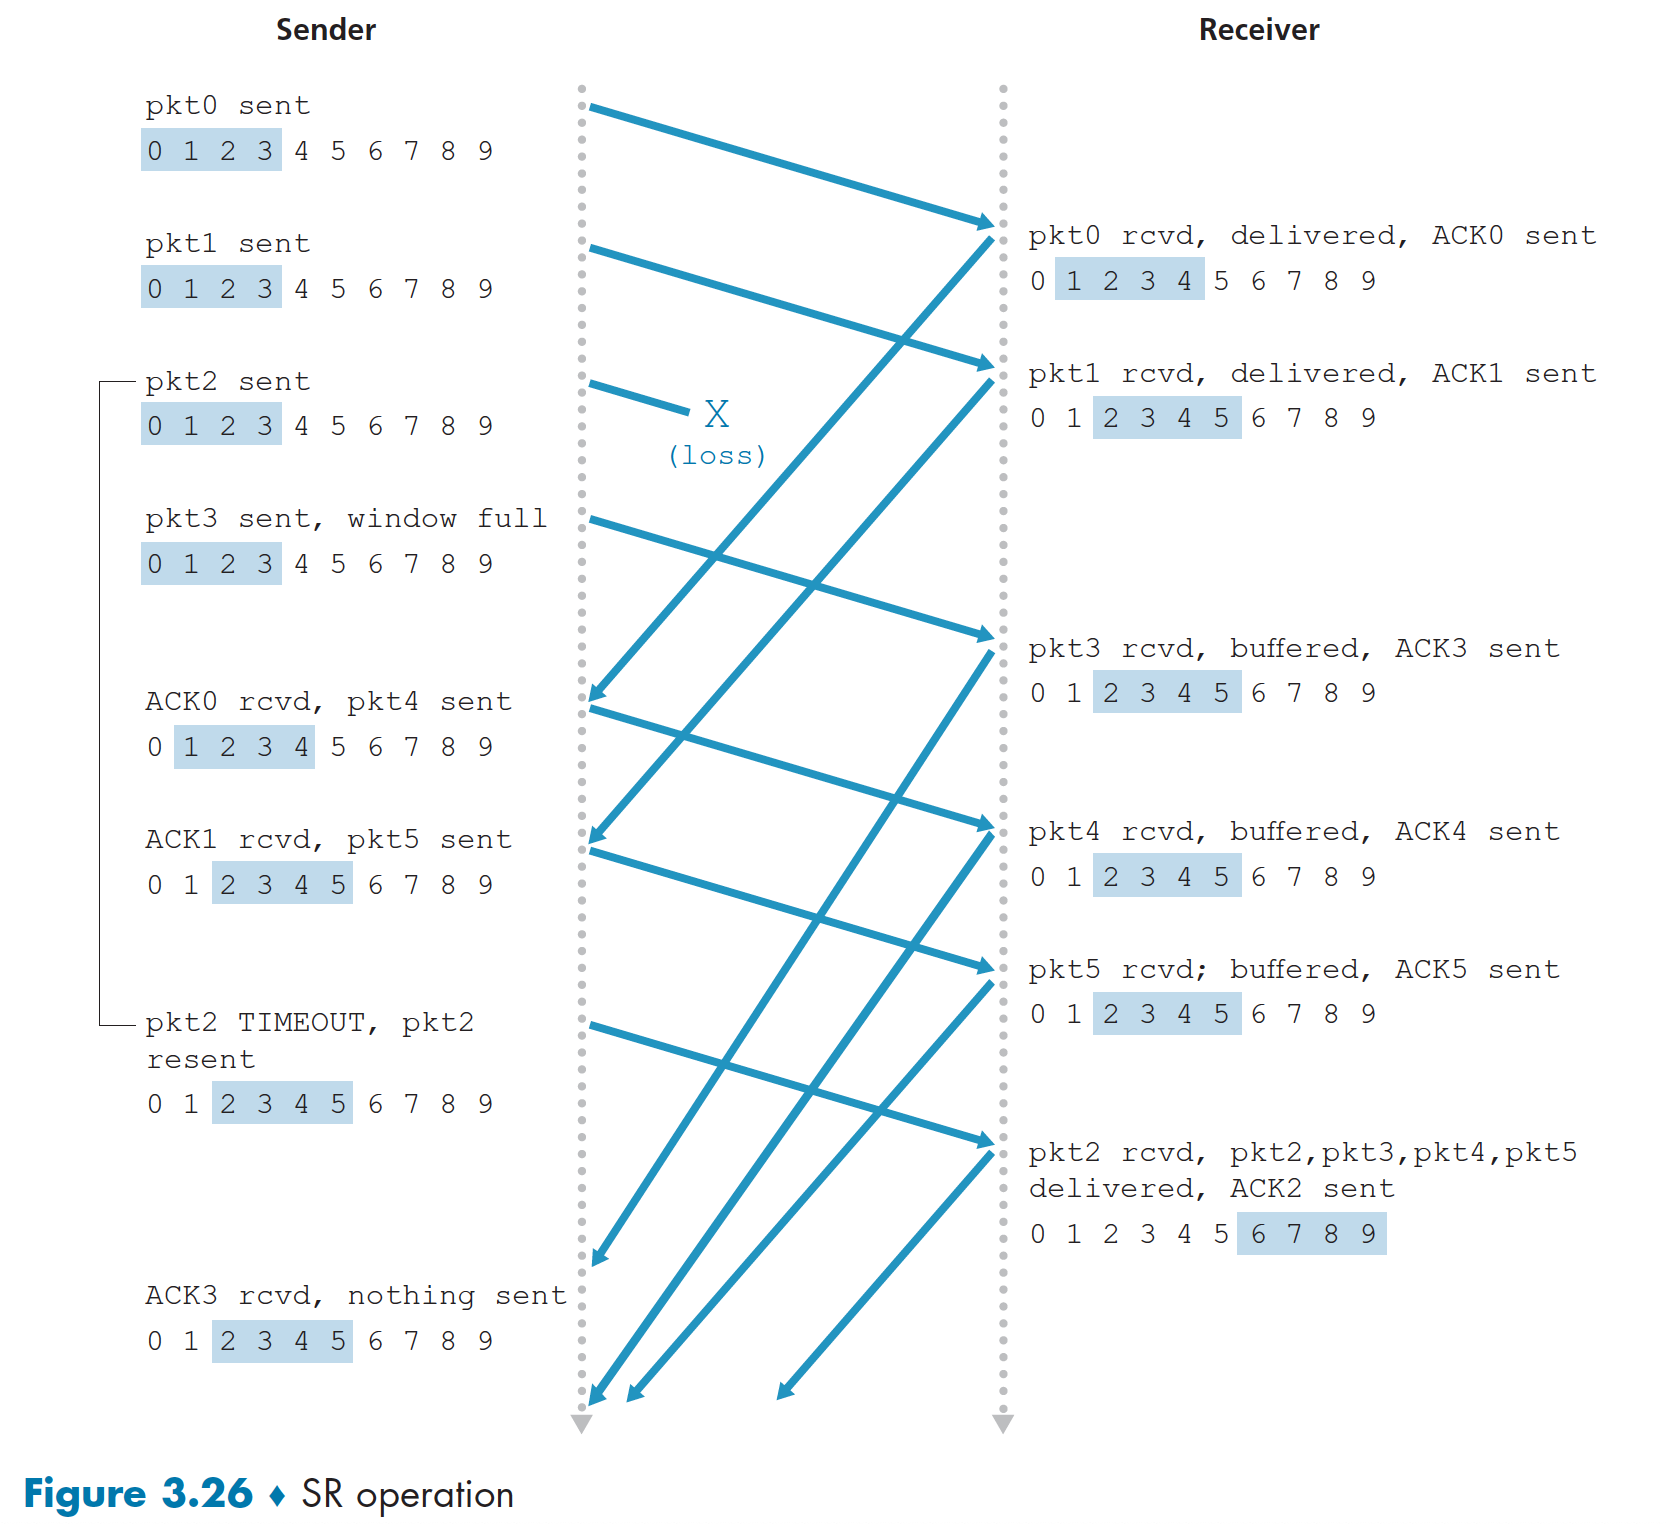 Sender
Receiver
pkt0 sent
0 1 2 3 4 5 6 7 8 9
pkt0 rcvd, delivered, ACK0 sent
0 1 2 3 4 5 6 7 8 9
pkt1 sent
0 1 2 3 4 5 6 7 8 9
pkt1 rcvd, delivered, ACK1 sent
0 1 2 3 4 5 6 7 8 9
pkt2 sent
0 1 2 3 4 5 6 7 8 9
X
(loss)
pkt3 sent, window full
0 1 2 3 4 5 6 7 8 9
pkt3 rcvd, buffered, ACK3 sent
0 1 2 3 4 5 6 7 8 9
ACK0 rcvd, pkt4 sent
0 1 2 3 4 5 6 7 8 9
pkt4 rcvd, buffered, ACK4 sent
0 1 2 3 4 5 6 7 8 9
ACK1 rcvd, pkt5 sent
0 1 2 3 4 5 6 7 8 9
pkt5 rcvd; buffered, ACK5 sent
0 1 2 3 4 5 6 7 8 9
pkt2 TIMEOUT, pkt2
resent
0 1 2 3 4 5 6 7 8 9
pkt2 rcvd, pkt2,pkt3,pkt4,pkt5
delivered, ACK2 sent
0 1 2 3 4 5 6 7 8 9
ACK3 rcvd, nothing sent
0 1 2 3 4 5 6 7 8 9
Figure 3.26 ♦ SR operation